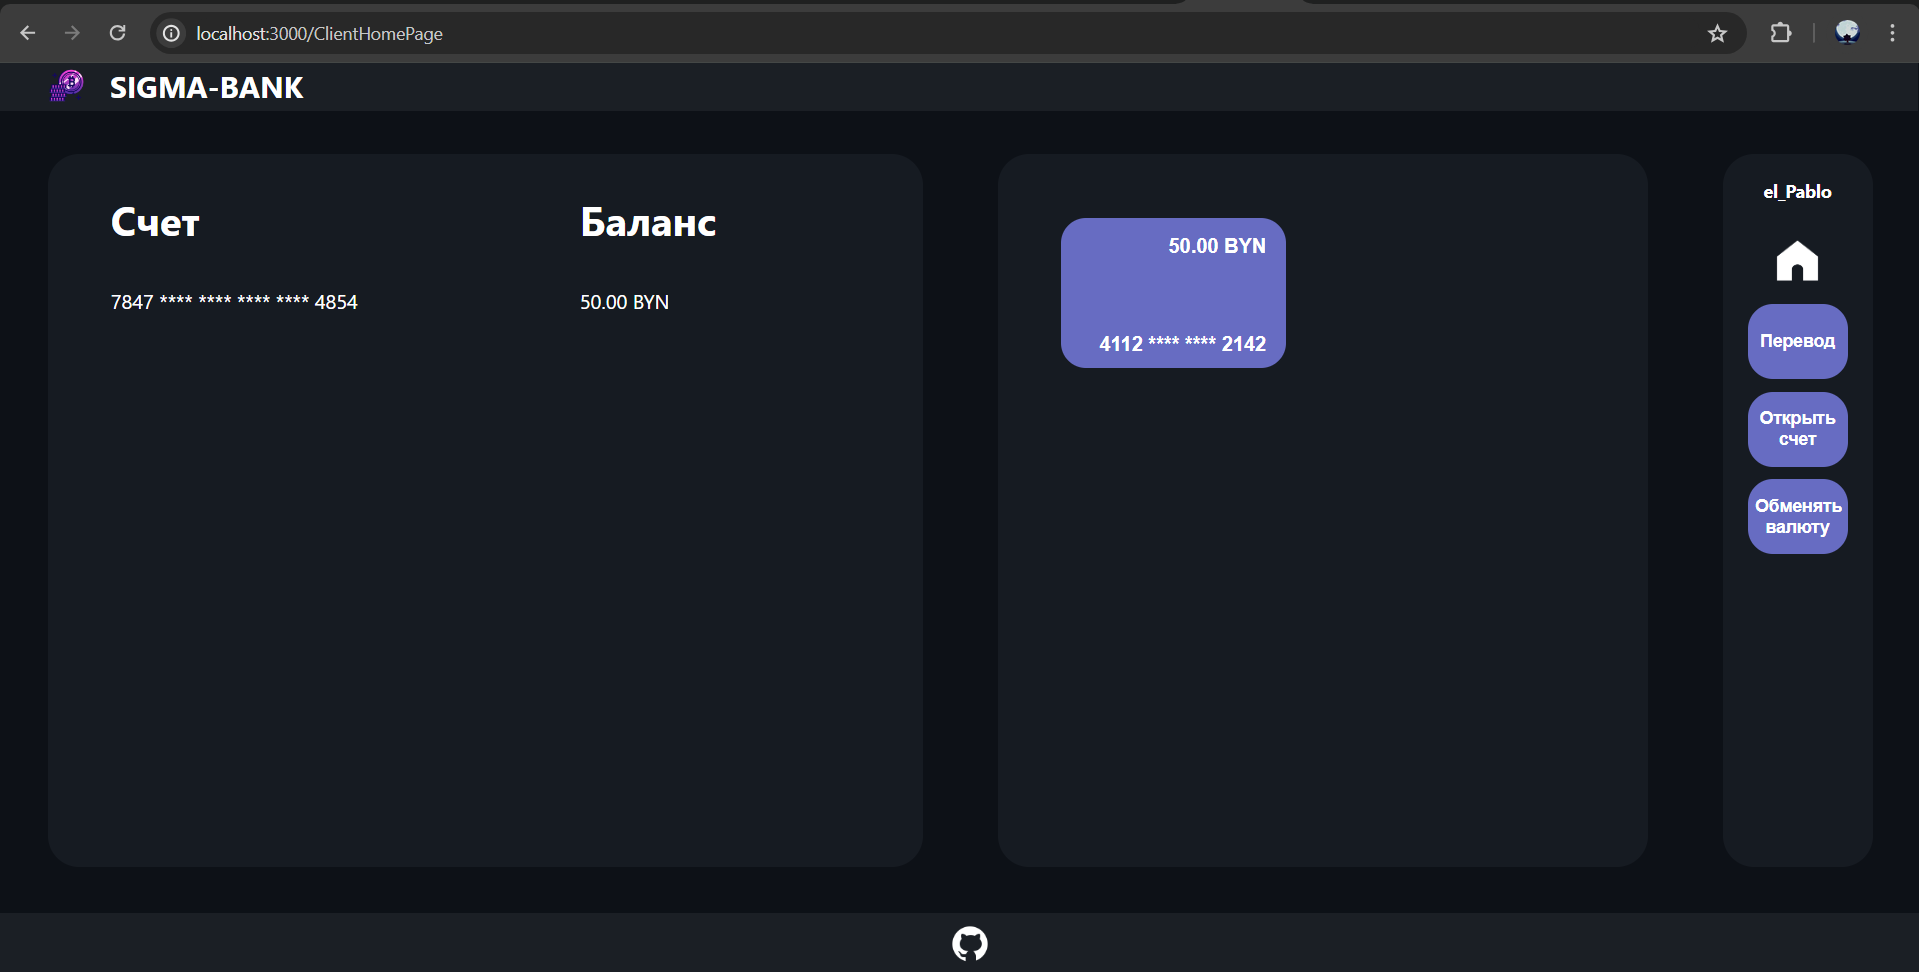 localhost:3000/ClientHomePage
SIGMA-BANK
Счет Баланс
7847 **** **** **** **** 4854 50.00 BYN
50.00 BYN
4112 **** **** 2142
el_Pablo
Перевод
Открыть
счет
Обменять
валюту